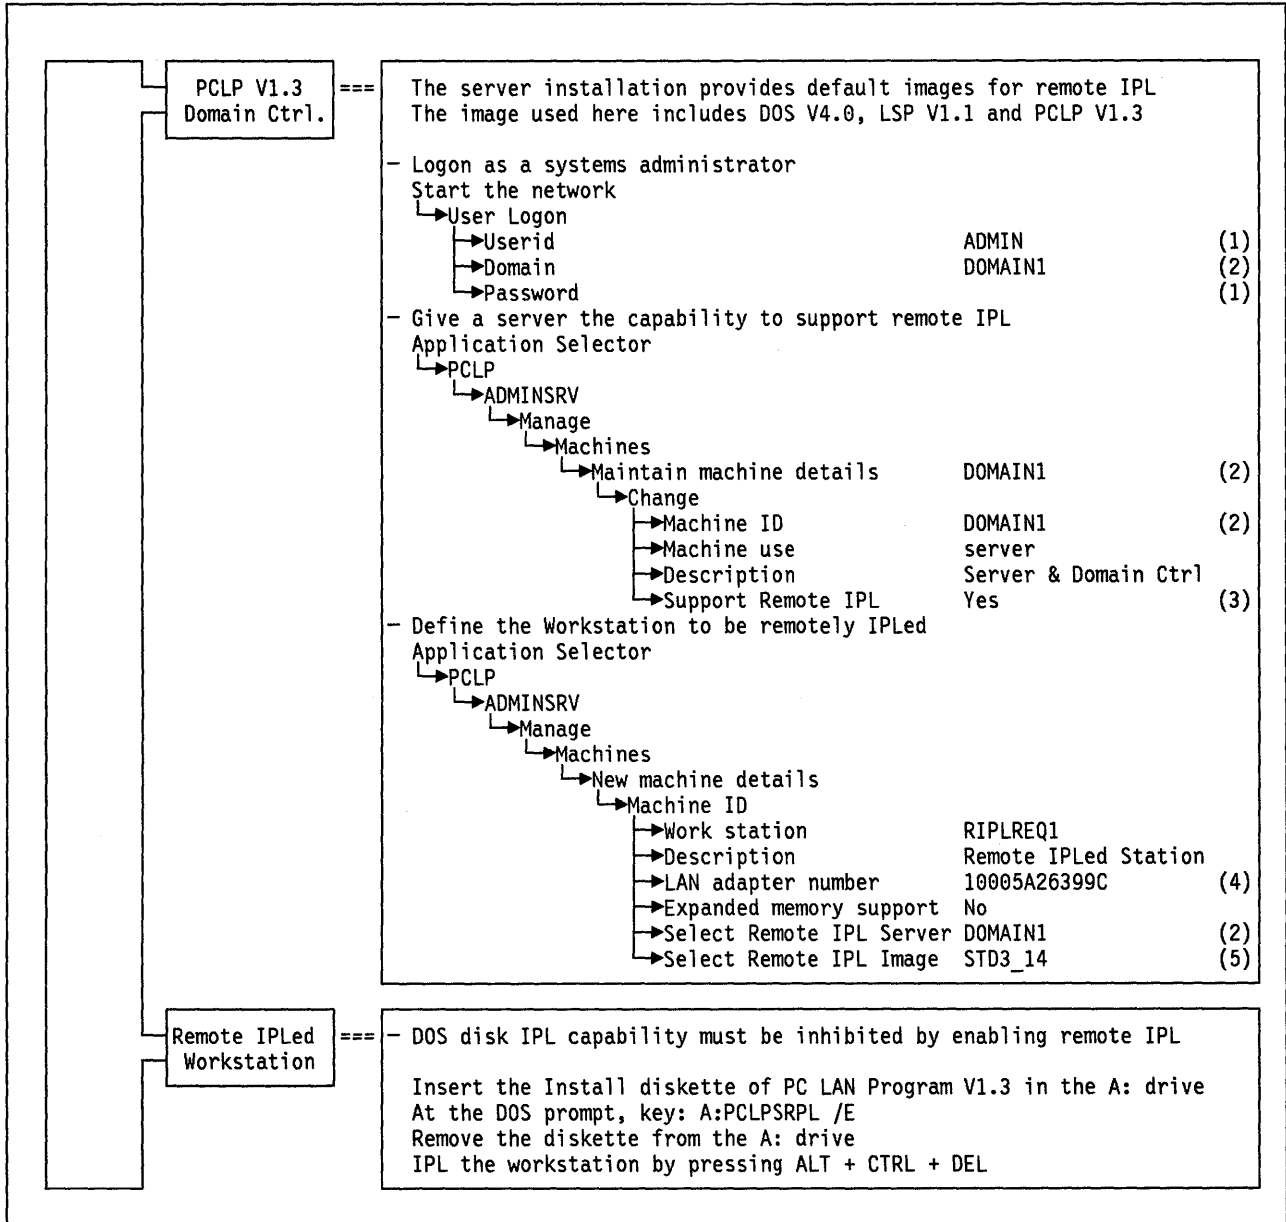 PCLP V1.3
Domain Ctrl.
===
The server installation provides default images for remote IPL
The image used here includes DOS V4.0, LSP V1.1 and PCLP V1.3
- Logon as a systems administrator
Start the network
User Logon
Userid ADMIN (1)
Domain DOMAIN1 (2)
Password (1)
- Give a server the capability to support remote IPL
Application Selector
PCLP
ADMINSRV
Manage
Machines
Maintain machine details DOMAIN1 (2)
Change
Machine ID DOMAIN1 (2)
Machine use server
Description Server & Domain Ctrl
Support Remote IPL Yes (3)
- Define the Workstation to be remotely IPLed
Application Selector
PCLP
ADMINSRV
Manage
Machines
New machine details
Machine ID
Work station RIPLREQ1
Description Remote IPLed Station
LAN adapter number 10005A26399C (4)
Expanded memory support No
Select Remote IPL Server DOMAIN1 (2)
Select Remote IPL Image STD3_14 (5)
Remote IPLed
Workstation
===
- DOS disk IPL capability must be inhibited by enabling remote IPL
Insert the Install diskette of PC LAN Program V1.3 in the A: drive
At the DOS prompt, key: A:PCLPSRPL /E
Remove the diskette from the A: drive
IPL the workstation by pressing ALT + CTRL + DEL